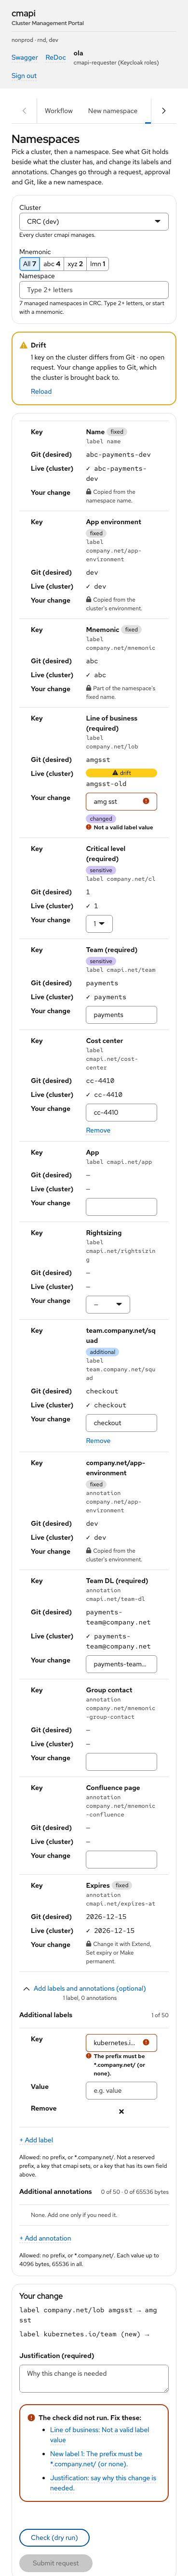 cmapi
Cluster Management Portal
nonprod · rnd, dev
Swagger
ReDoc
ola
cmapi-requester (Keycloak roles)
Sign out
Workflow
New namespace
Namespaces
Pick a cluster, then a namespace. See what Git holds
beside what the cluster has, and change its labels and
annotations. Changes go through a request, approval
and Git, like a new namespace.
Cluster
CRC (dev)
Every cluster cmapi manages.
Mnemonic
All 7
abc 4
xyz 2
lmn 1
Namespace
Type 2+ letters
7 managed namespaces in CRC. Type 2+ letters, or start
with a mnemonic.
Drift
1 key on the cluster differs from Git · no open
request. Your change applies to Git, which
the cluster is brought back to.
Reload
Key
Name fixed
label name
Git (desired)
abc-payments-dev
Live (cluster)
✓ abc-payments-
dev
Your change
Copied from the
namespace name.
Key
App environment
fixed
label
company.net/app-
environment
Git (desired)
dev
Live (cluster)
✓ dev
Your change
Copied from the
cluster's environment.
Key
Mnemonic fixed
label
company.net/mnemonic
Git (desired)
abc
Live (cluster)
✓ abc
Your change
Part of the namespace's
fixed name.
Key
Line of business
(required)
label
company.net/lob
Git (desired)
amgsst
Live (cluster)
drift
amgsst-old
Your change
amg sst
changed
Not a valid label value
Key
Critical level
(required)
sensitive
label company.net/cl
Git (desired)
1
Live (cluster)
✓ 1
Your change
1
Key
Team (required)
sensitive
label cmapi.net/team
Git (desired)
payments
Live (cluster)
✓ payments
Your change
payments
Key
Cost center
label
cmapi.net/cost-
center
Git (desired)
cc-4410
Live (cluster)
✓ cc-4410
Your change
cc-4410
Remove
Key
App
label cmapi.net/app
Git (desired)
—
Live (cluster)
—
Your change
Key
Rightsizing
label
cmapi.net/rightsizin
g
Git (desired)
—
Live (cluster)
—
Your change
—
Key
team.company.net/sq
uad
additional
label
team.company.net/squ
ad
Git (desired)
checkout
Live (cluster)
✓ checkout
Your change
checkout
Remove
Key
company.net/app-
environment
fixed
annotation
company.net/app-
environment
Git (desired)
dev
Live (cluster)
✓ dev
Your change
Copied from the
cluster's environment.
Key
Team DL (required)
annotation
cmapi.net/team-dl
Git (desired)
payments-
team@company.net
Live (cluster)
✓ payments-
team@company.net
Your change
payments-team...
Key
Group contact
annotation
company.net/mnemonic
-group-contact
Git (desired)
—
Live (cluster)
—
Your change
Key
Confluence page
annotation
company.net/mnemonic
-confluence
Git (desired)
—
Live (cluster)
—
Your change
Key
Expires fixed
annotation
cmapi.net/expires-at
Git (desired)
2026-12-15
Live (cluster)
✓ 2026-12-15
Your change
Change it with Extend,
Set expiry or Make
permanent.
Add labels and annotations (optional)
1 label, 0 annotations
Additional labels
1 of 50
Key
kubernetes.i...
The prefix must be
*.company.net/ (or
none).
Value
e.g. value
Remove
+ Add label
Allowed: no prefix, or *.company.net/. Not a reserved
prefix, a key that cmapi sets, or a key that has its own field
above.
Additional annotations
0 of 50 · 0 of 65536 bytes
None. Add one only if you need it.
+ Add annotation
Allowed: no prefix, or *.company.net/. Each value up to
4096 bytes, 65536 in all.
Your change
label company.net/lob amgsst → amg
sst
label kubernetes.io/team (new) →
Justification (required)
Why this change is needed
The check did not run. Fix these:
• Line of business: Not a valid label
value
• New label 1: The prefix must be
*.company.net/ (or none).
• Justification: say why this change is
needed.
Check (dry run)
Submit request